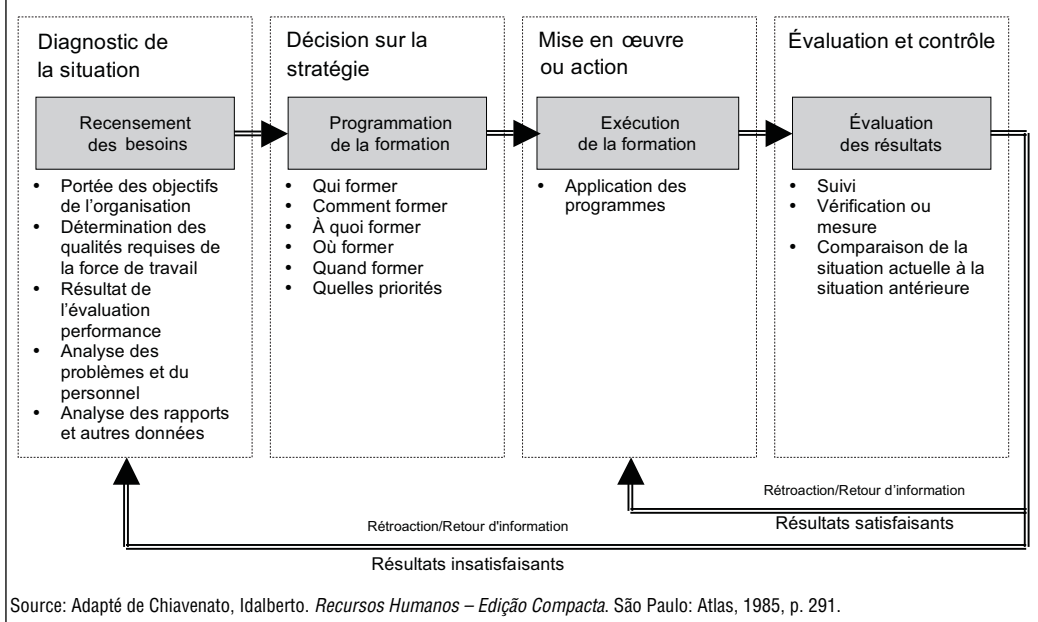 Diagnostic de
la situation
Recensement
des besoins
• Portée des objectifs
de l'organisation
• Détermination des
qualités requises de
la force de travail
• Résultat de
l'évaluation
performance
• Analyse des
problèmes et du
personnel
• Analyse des rapports
et autres données
Décision sur la
stratégie
Programmation
de la formation
• Qui former
• Comment former
• À quoi former
• Où former
• Quand former
• Quelles priorités
Mise en œuvre
ou action
Exécution
de la formation
• Application des
programmes
Évaluation et contrôle
Évaluation
des résultats
• Suivi
• Vérification ou
mesure
• Comparaison de la
situation actuelle à la
situation antérieure
Rétroaction/Retour d'information
Résultats satisfaisants
Rétroaction/Retour d'information
Résultats insatisfaisants
Source: Adapté de Chiavenato, Idalberto. Recursos Humanos – Edição Compacta. São Paulo: Atlas, 1985, p. 291.